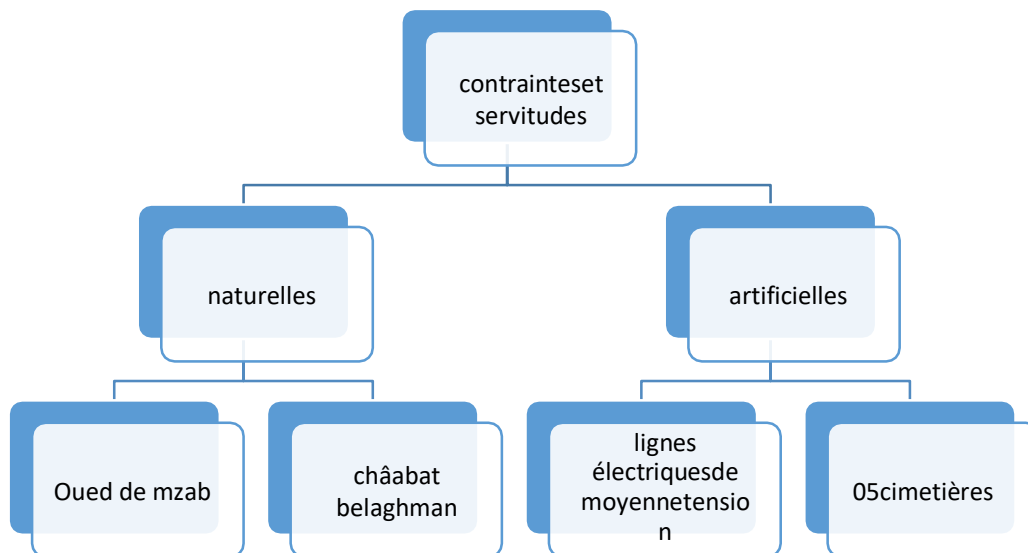 contrainteset
servitudes
naturelles
artificielles
Oued de mzab
châabat
belaghman
lignes
électriquesde
moyennetensio
n
05cimetières